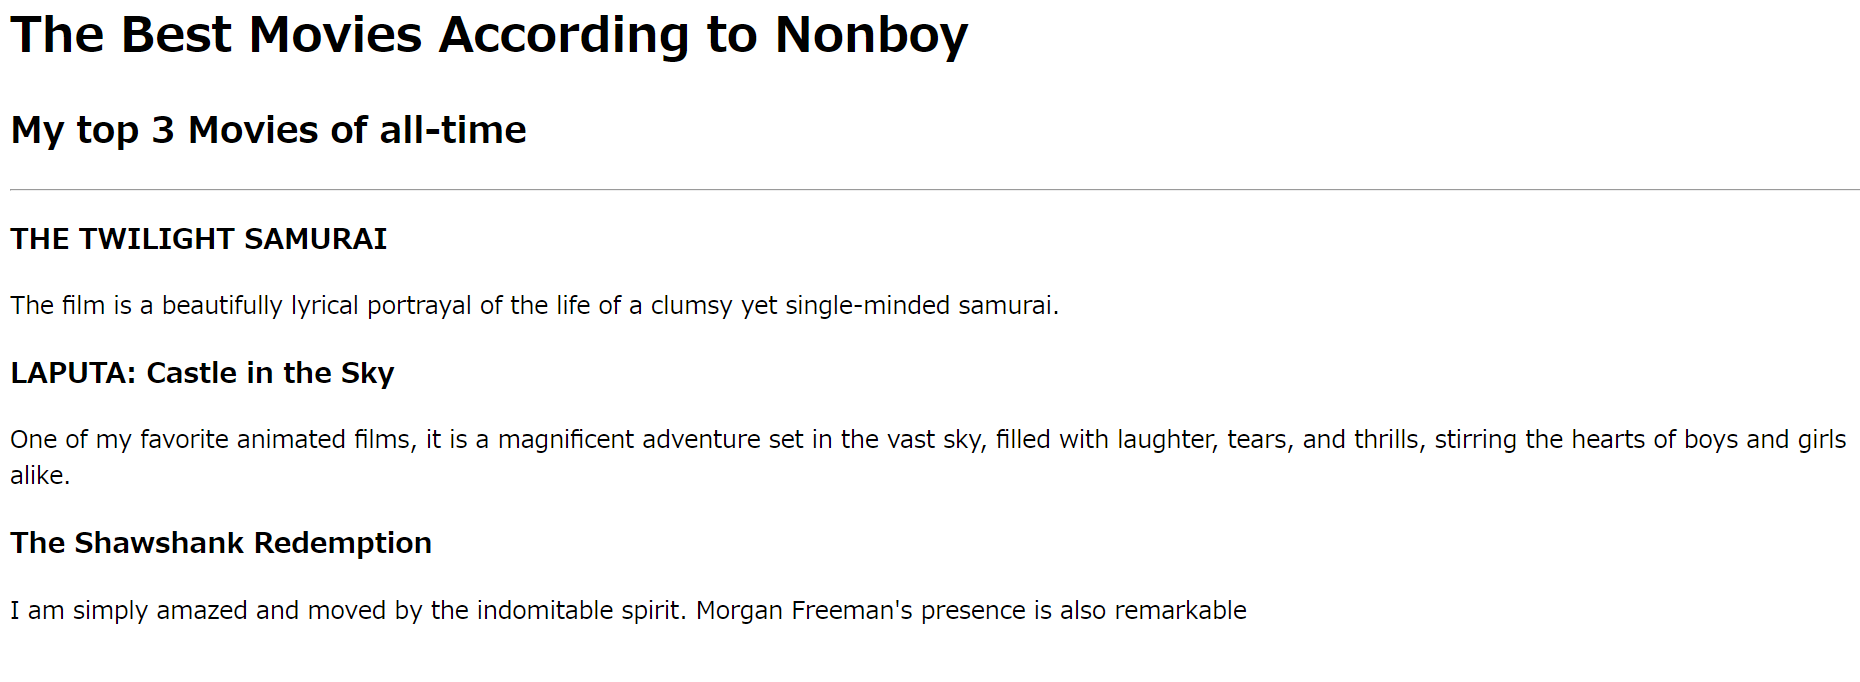 The Best Movies According to Nonboy
My top 3 Movies of all-time
THE TWILIGHT SAMURAI
The film is a beautifully lyrical portrayal of the life of a clumsy yet single-minded samurai.
LAPUTA: Castle in the Sky
One of my favorite animated films, it is a magnificent adventure set in the vast sky, filled with laughter, tears, and thrills, stirring the hearts of boys and girls
alike.
The Shawshank Redemption
I am simply amazed and moved by the indomitable spirit. Morgan Freeman's presence is also remarkable